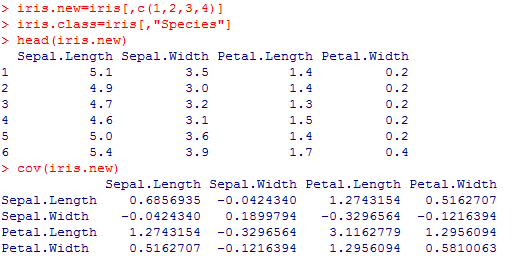 > iris.new=iris[,c(1,2,3,4)]
> iris.class=iris[,"Species"]
> head(iris.new)
  Sepal.Length Sepal.Width Petal.Length Petal.Width
1          5.1         3.5          1.4         0.2
2          4.9         3.0          1.4         0.2
3          4.7         3.2          1.3         0.2
4          4.6         3.1          1.5         0.2
5          5.0         3.6          1.4         0.2
6          5.4         3.9          1.7         0.4
> cov(iris.new)
             Sepal.Length Sepal.Width Petal.Length Petal.Width
Sepal.Length    0.6856935  -0.0424340    1.2743154   0.5162707
Sepal.Width    -0.0424340   0.1899794   -0.3296564  -0.1216394
Petal.Length    1.2743154  -0.3296564    3.1162779   1.2956094
Petal.Width     0.5162707  -0.1216394    1.2956094   0.5810063